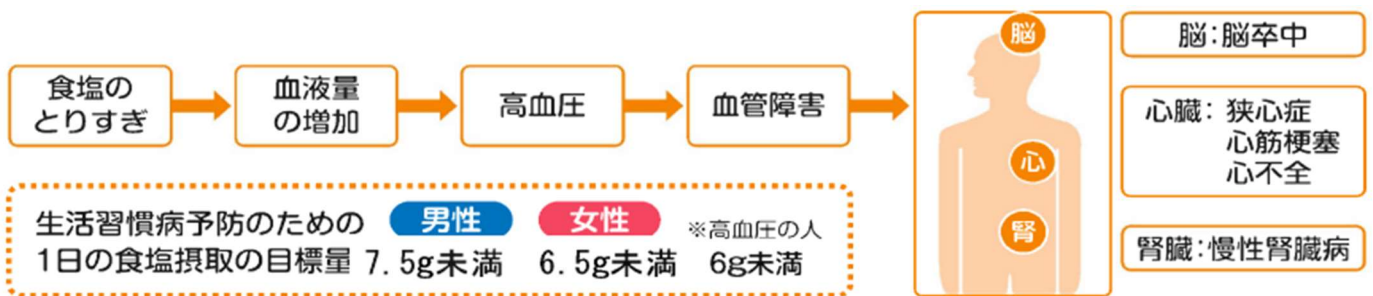 食塩の
とりすぎ
血液量
の増加
高血圧
血管障害
脳
心
腎
脳:脳卒中
心臓: 狭心症
心筋梗塞
心不全
腎臓:慢性腎臓病
生活習慣病予防のための
1日の食塩摂取の目標量
男性
7.5g未満
女性
6.5g未満
※高血圧の人
6g未満